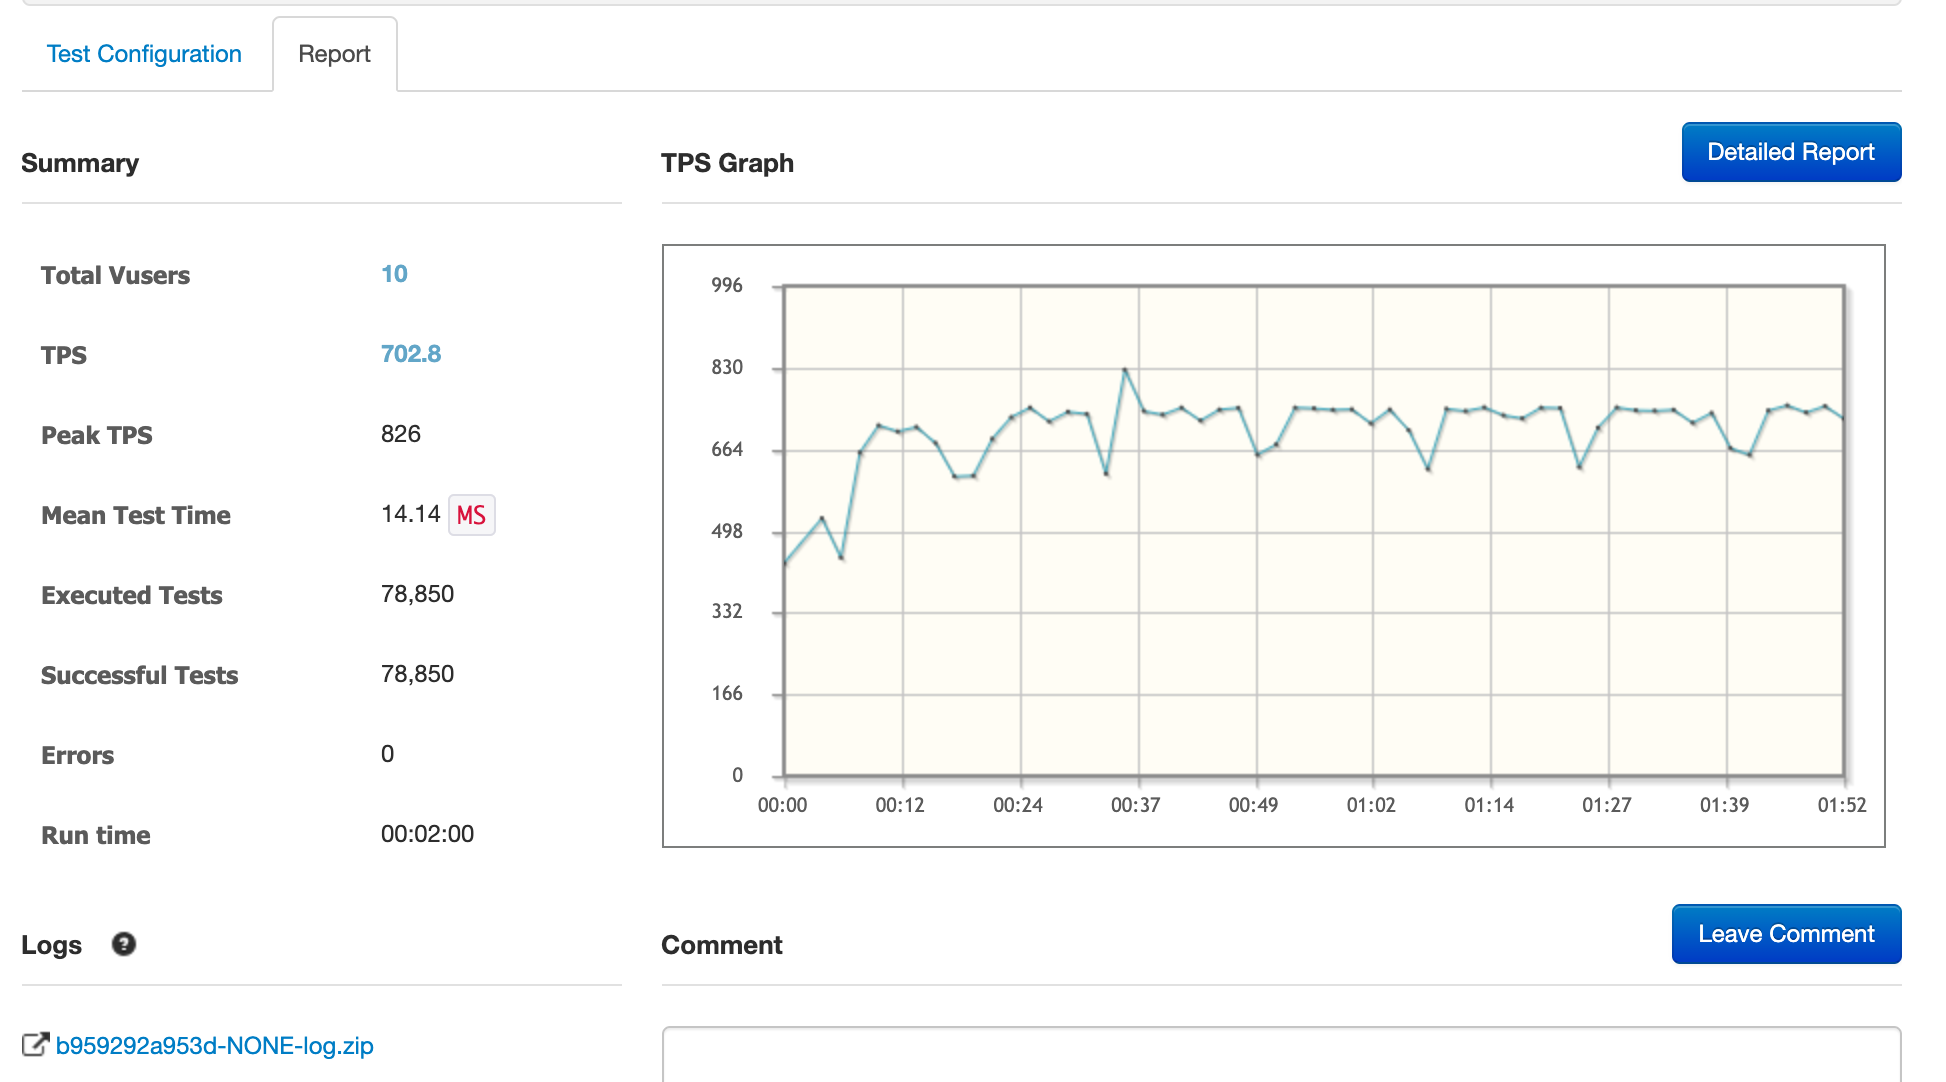 Test Configuration
Report
Summary
Total Vusers 10
TPS 702.8
Peak TPS 826
Mean Test Time 14.14 MS
Executed Tests 78,850
Successful Tests 78,850
Errors 0
Run time 00:02:00
TPS Graph
Detailed Report
996
830
664
498
332
166
0
00:00 00:12 00:24 00:37 00:49 01:02 01:14 01:27 01:39 01:52
Logs ?
b959292a953d-NONE-log.zip
Comment
Leave Comment